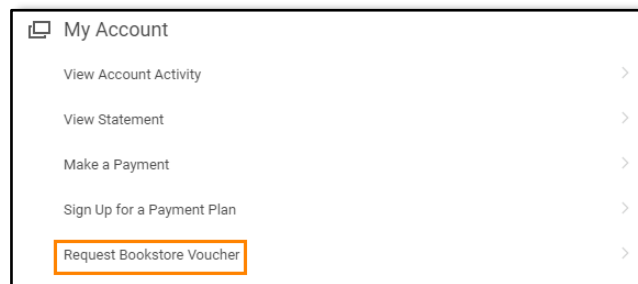 My Account
View Account Activity
View Statement
Make a Payment
Sign Up for a Payment Plan
Request Bookstore Voucher